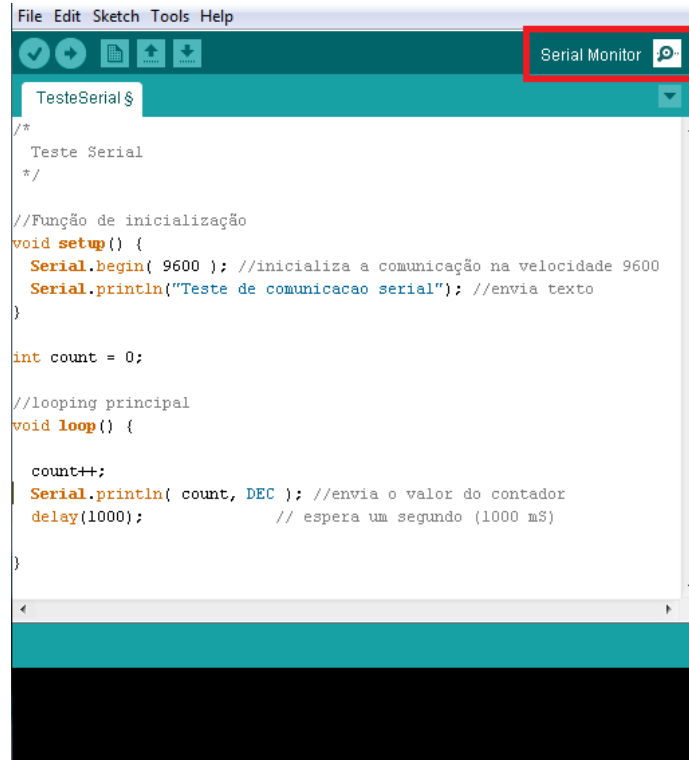 File Edit Sketch Tools Help
Serial Monitor
TesteSerial §
/*
  Teste Serial
 */

//Função de inicialização
void setup() {
  Serial.begin( 9600 ); //inicializa a comunicação na velocidade 9600
  Serial.println("Teste de comunicacao serial"); //envia texto
}

int count = 0;

//looping principal
void loop() {

  count++;
  Serial.println( count, DEC ); //envia o valor do contador
  delay(1000);                // espera um segundo (1000 mS)

}